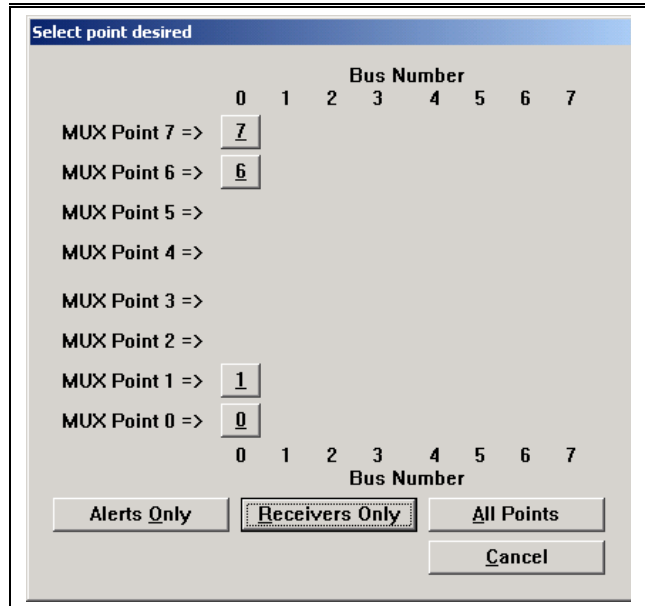 Select point desired
Bus Number
0 1 2 3 4 5 6 7
MUX Point 7 => 7
MUX Point 6 => 6
MUX Point 5 =>
MUX Point 4 =>
MUX Point 3 =>
MUX Point 2 =>
MUX Point 1 => 1
MUX Point 0 => 0
0 1 2 3 4 5 6 7
Bus Number
Alerts Only Receivers Only All Points
Cancel